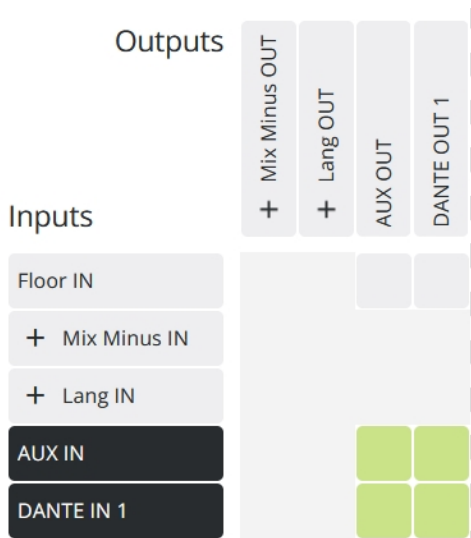 Outputs
+ Mix Minus OUT
+ Lang OUT
AUX OUT
DANTE OUT 1
Inputs
Floor IN
+ Mix Minus IN
+ Lang IN
AUX IN
DANTE IN 1